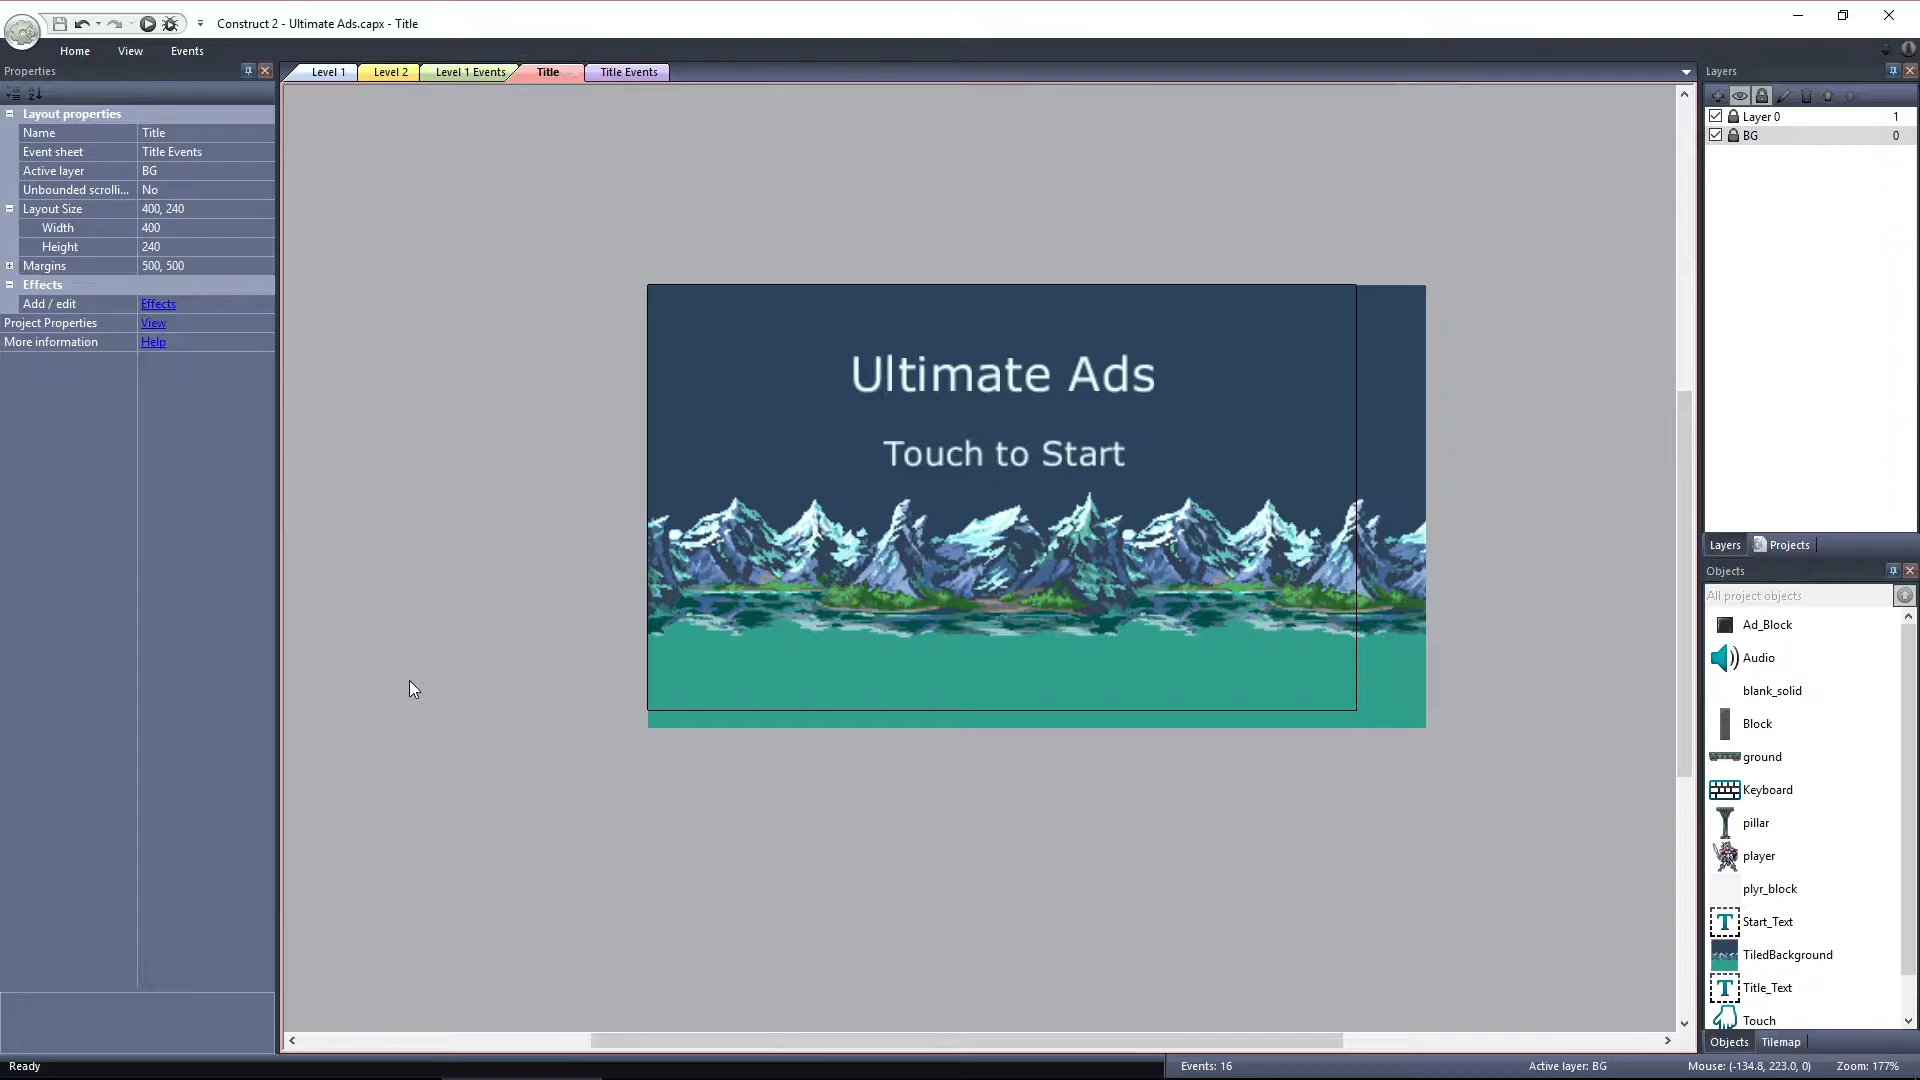 Construct 2 - Ultimate Ads.capx - Title
Home View Events
Properties
Level 1 Level 2 Level 1 Events Title Title Events
Layers
Layout properties
Name Title
Event sheet Title Events
Active layer BG
Unbounded scrolli... No
Layout Size 400, 240
Width 400
Height 240
Margins 500, 500
Effects
Add / edit Effects
Project Properties View
More information Help
Ultimate Ads
Touch to Start
Layer 0 1
BG 0
Layers Projects
Objects
All project objects
Ad_Block
Audio
blank_solid
Block
ground
Keyboard
pillar
player
plyr_block
Start_Text
TiledBackground
Title_Text
Touch
Objects Tilemap
Ready Events: 16 Active layer: BG Mouse: (-134.8, 223.0, 0) Zoom: 177%